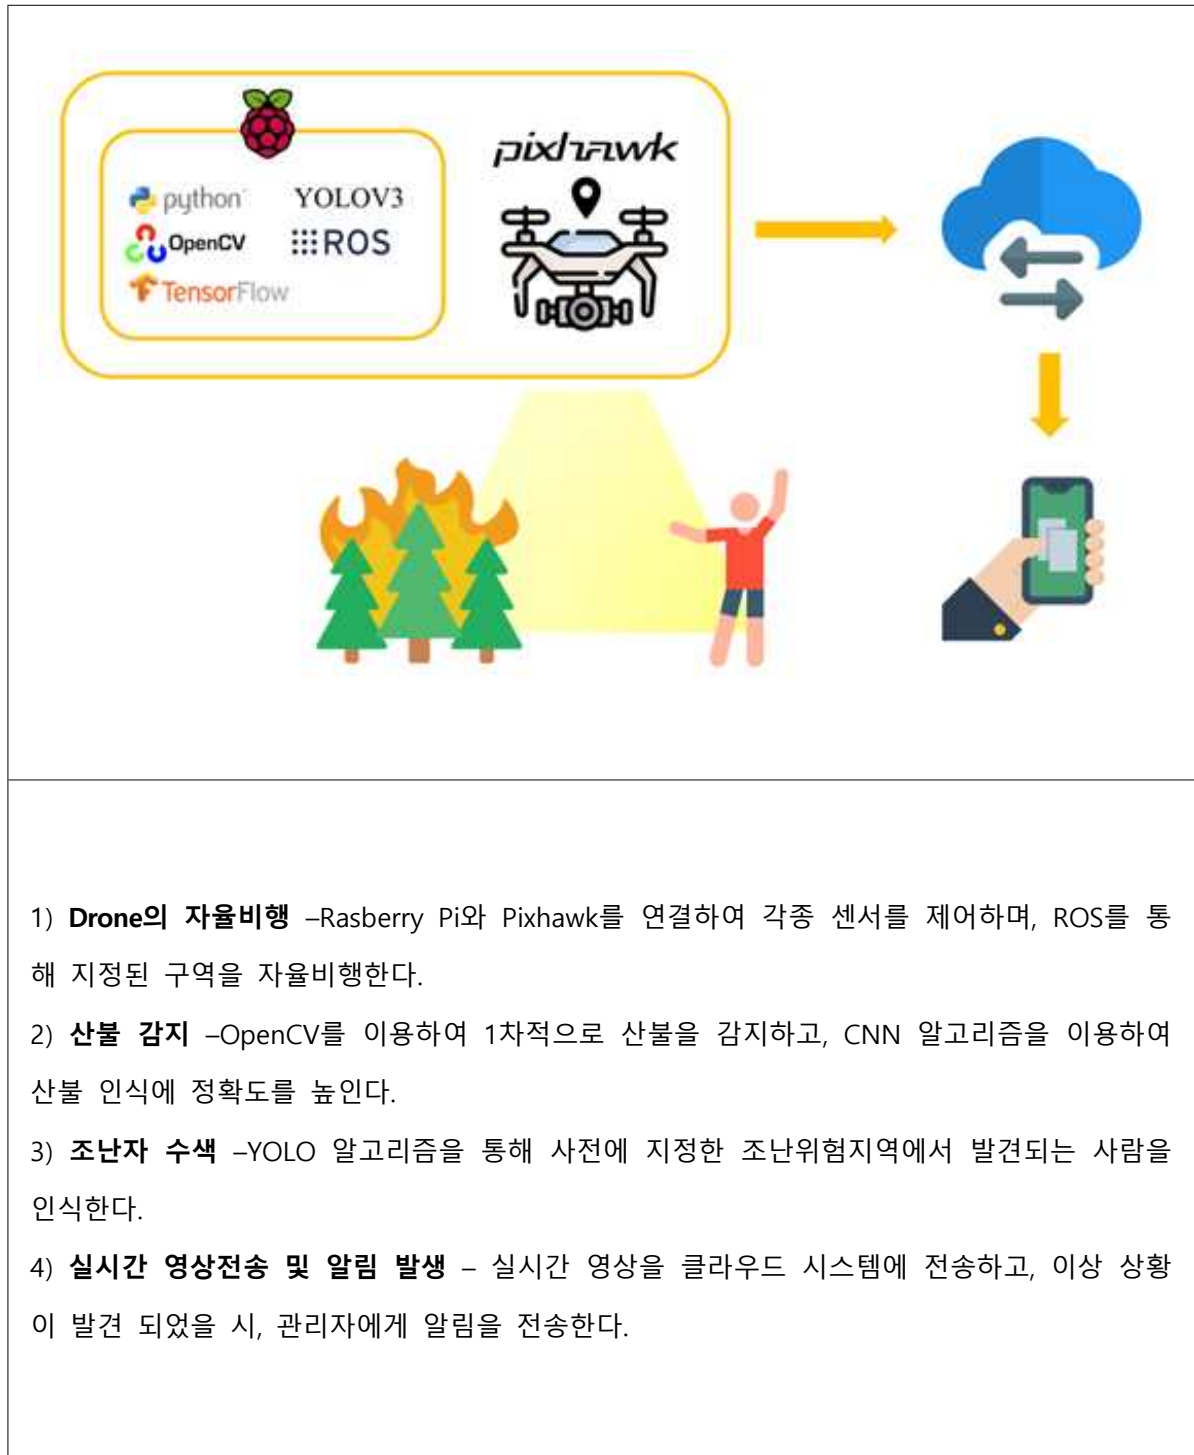 pixhawk
python
YOLOV3
OpenCV
ROS
TensorFlow
1) Drone의 자율비행 –Rasberry Pi와 Pixhawk를 연결하여 각종 센서를 제어하며, ROS를 통
해 지정된 구역을 자율비행한다.
2) 산불 감지 –OpenCV를 이용하여 1차적으로 산불을 감지하고, CNN 알고리즘을 이용하여
산불 인식에 정확도를 높인다.
3) 조난자 수색 –YOLO 알고리즘을 통해 사전에 지정한 조난위험지역에서 발견되는 사람을
인식한다.
4) 실시간 영상전송 및 알림 발생 – 실시간 영상을 클라우드 시스템에 전송하고, 이상 상황
이 발견 되었을 시, 관리자에게 알림을 전송한다.